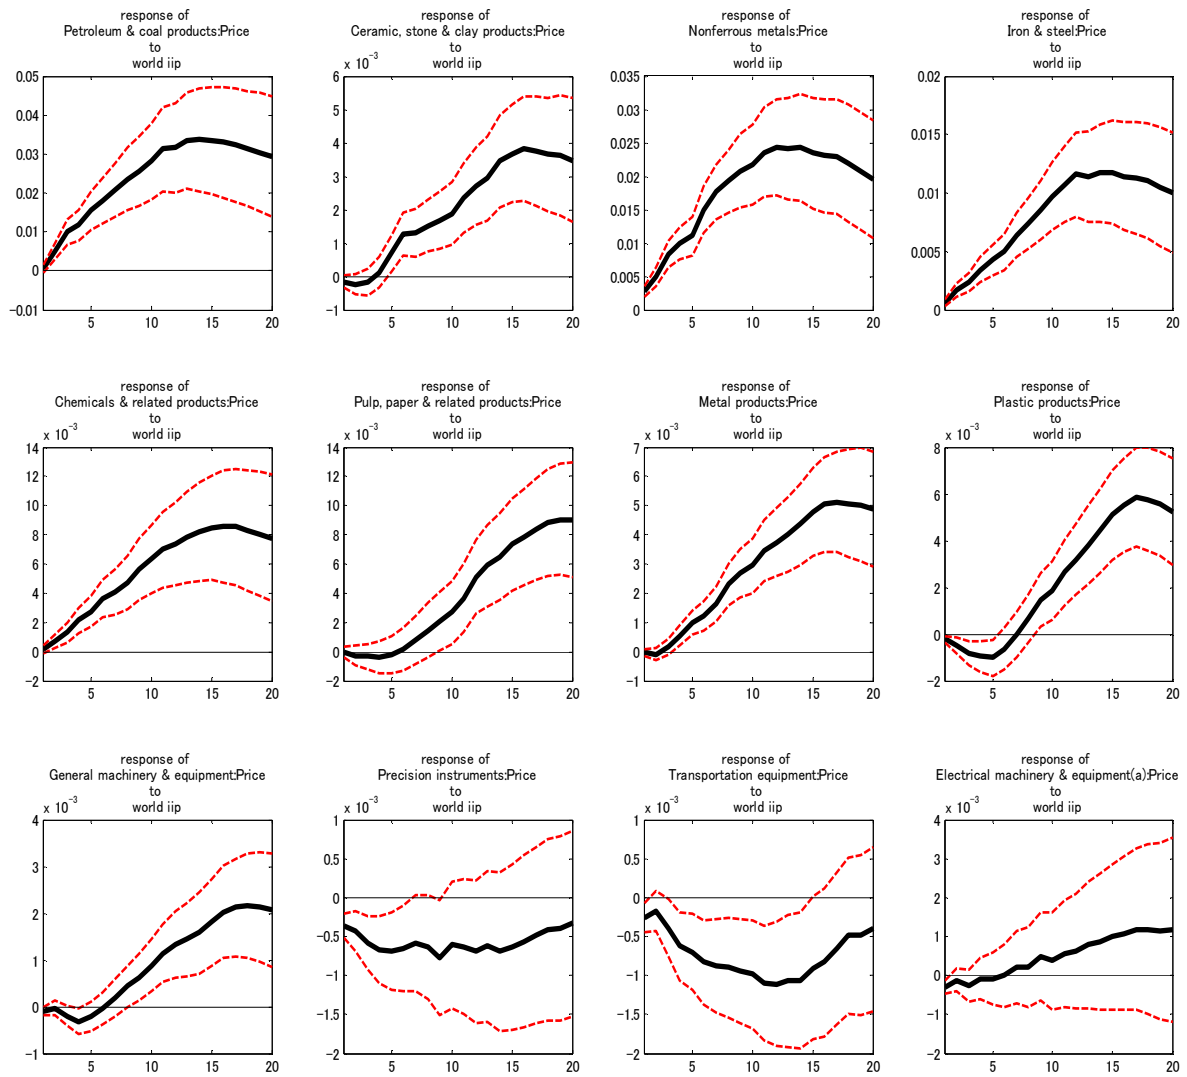 response of
Petroleum & coal products:Price
to
world iip
0.05
0.04
0.03
0.02
0.01
0
-0.01
5 10 15 20
response of
Ceramic, stone & clay products:Price
to
world iip
x 10^-3
6
5
4
3
2
1
0
-1
5 10 15 20
response of
Nonferrous metals:Price
to
world iip
0.035
0.03
0.025
0.02
0.015
0.01
0.005
0
5 10 15 20
response of
Iron & steel:Price
to
world iip
0.02
0.015
0.01
0.005
0
5 10 15 20
response of
Chemicals & related products:Price
to
world iip
x 10^-3
14
12
10
8
6
4
2
0
-2
5 10 15 20
response of
Pulp, paper & related products:Price
to
world iip
x 10^-3
14
12
10
8
6
4
2
0
-2
5 10 15 20
response of
Metal products:Price
to
world iip
x 10^-3
7
6
5
4
3
2
1
0
-1
5 10 15 20
response of
Plastic products:Price
to
world iip
x 10^-3
8
6
4
2
0
-2
5 10 15 20
response of
General machinery & equipment:Price
to
world iip
x 10^-3
4
3
2
1
0
-1
5 10 15 20
response of
Precision instruments:Price
to
world iip
x 10^-3
1
0.5
0
-0.5
-1
-1.5
-2
5 10 15 20
response of
Transportation equipment:Price
to
world iip
x 10^-3
1
0.5
0
-0.5
-1
-1.5
-2
5 10 15 20
response of
Electrical machinery & equipment(a):Price
to
world iip
x 10^-3
4
3
2
1
0
-1
-2
5 10 15 20